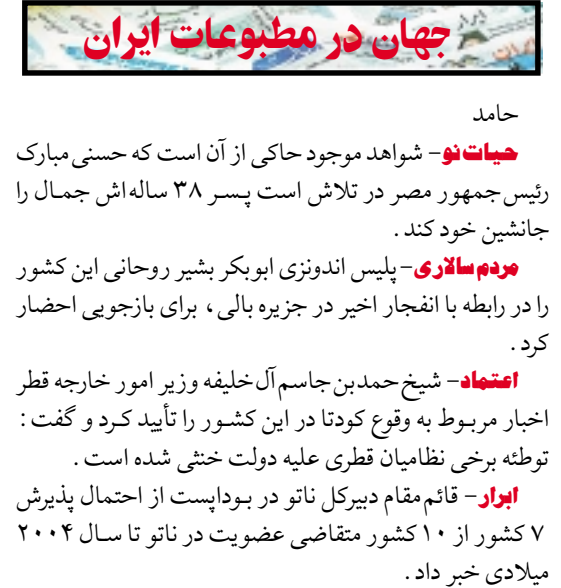 جهان در مطبوعات ایران
حامد
حیات نو- شواهد موجود حاکی از آن است که حسنی مبارک
رئیس جمهور مصر در تلاش است پسر ۳۸ ساله اش جمال را
جانشین خود کند .
مردم سالاری- پلیس اندونزی ابوبکر بشیر روحانی این کشور
را در رابطه با انفجار اخیر در جزیره بالی ، برای بازجویی احضار
کرد .
اعتماد- شیخ حمدبن جاسم آل خلیفه وزیر امور خارجه قطر
اخبار مربوط به وقوع کودتا در این کشور را تأیید کرد و گفت :
توطئه برخی نظامیان قطری علیه دولت خنثی شده است .
ابرار- قائم مقام دبیرکل ناتو در بوداپست از احتمال پذیرش
۷ کشور از ۱۰ کشور متقاضی عضویت در ناتو تا سال ۲۰۰۴
میلادی خبر داد .